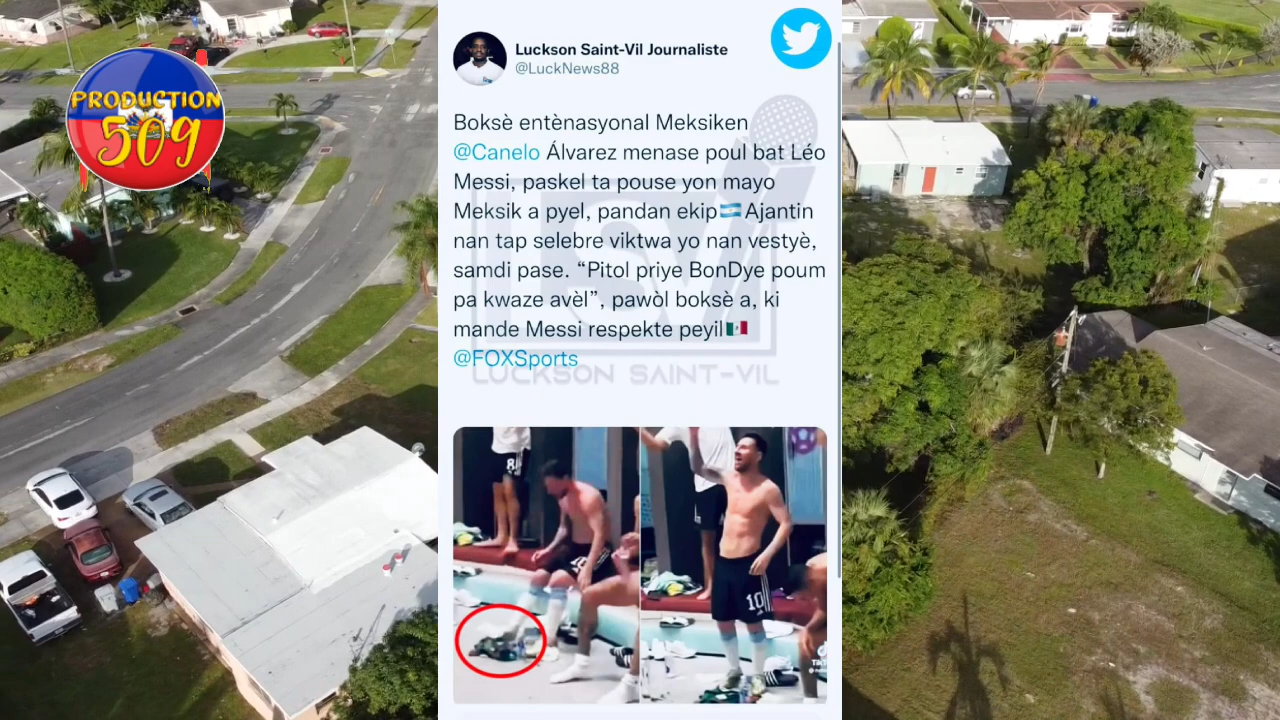 PRODUCTION
509
Luckson Saint-Vil Journaliste
@LuckNews88
Boksè entènasyonal Meksiken
@Canelo Álvarez menase poul bat Léo
Messi, paskel ta pouse yon mayo
Meksik a pyel, pandan ekip Ajantin
nan tap selebre viktwa yo nan vestyè,
samdi pase. “Pitol priye BonDye poum
pa kwaze avèl”, pawòl boksè a, ki
mande Messi respekte peyil
@FOXSports
LUCKSON SAINT-VIL
8
10